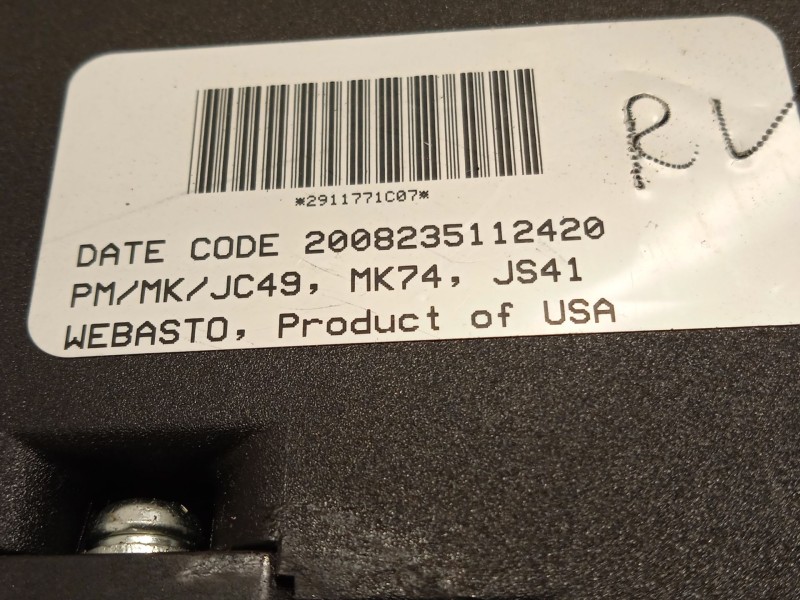 RV
*2911771C07*
DATE CODE 2008235112420
PM/MK/JC49, MK74, JS41
WEBASTO, Product of USA